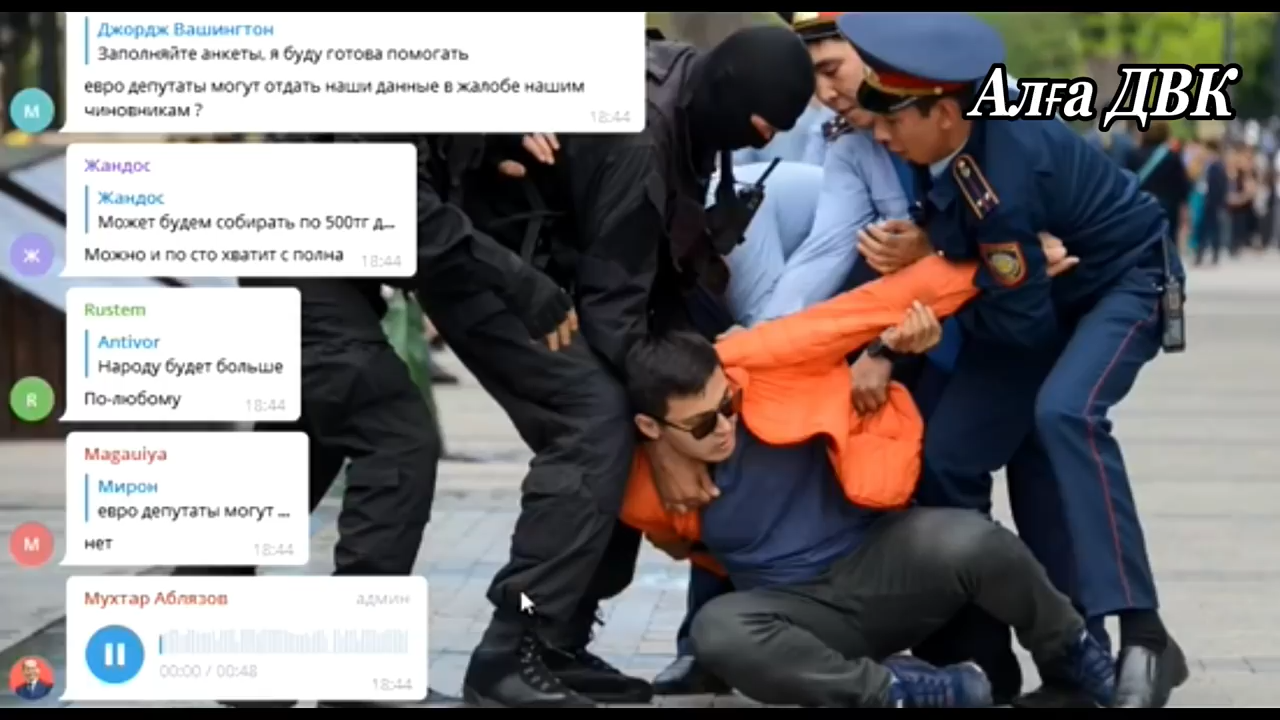 Джордж Вашингтон
Заполняйте анкеты. я буду готова помогать
евро депутаты могут отдать наши данные в жалобе нашим
чиновникам ?
18:44
М
Алға ДВК
Жандос
Жандос
Может будем собирать по 500тг д...
Можно и по сто хватит с полна
18:44
Ж
Rustem
Antivor
Народу будет больше
По-любому
18:44
R
Magauiya
Мирон
евро депутаты могут ...
нет
18:44
M
Мухтар Аблязов
админ
00:00 / 00:48
18:44